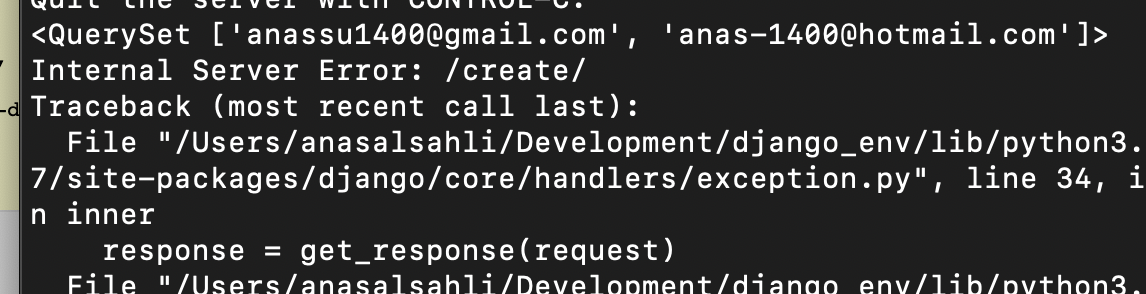 Quit the server with CONTROL-C.
<QuerySet ['anassu1400@gmail.com', 'anas-1400@hotmail.com']>
Internal Server Error: /create/
Traceback (most recent call last):
-d
  File "/Users/anasalsahli/Development/django_env/lib/python3.
7/site-packages/django/core/handlers/exception.py", line 34, i
n inner
    response = get_response(request)
  File "/Users/anasalsahli/Development/django_env/lib/python3.